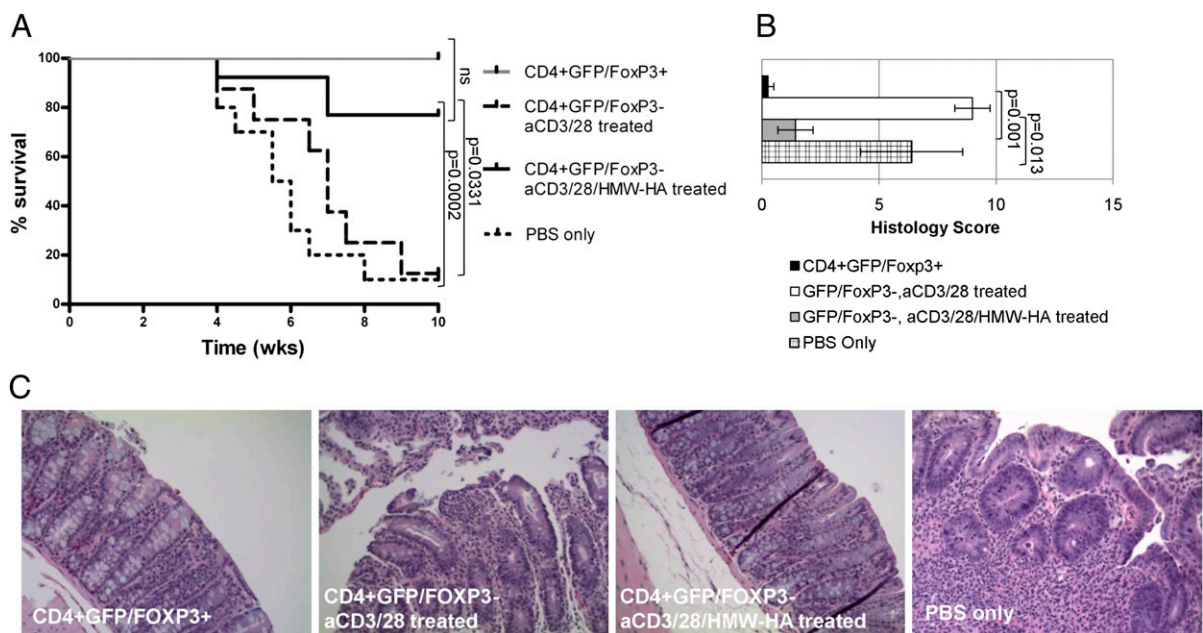 A
% survival
100
80
60
40
20
0
0
2
4
6
8
10
Time (wks)
ns
p=0.0331
p=0.0002
CD4+GFP/FoxP3+
CD4+GFP/FoxP3-
aCD3/28 treated
CD4+GFP/FoxP3-
aCD3/28/HMW-HA treated
PBS only
B
p=0.001
p=0.013
0
5
10
15
Histology Score
CD4+GFP/Foxp3+
GFP/FoxP3-,aCD3/28 treated
GFP/FoxP3-, aCD3/28/HMW-HA treated
PBS Only
C
CD4+GFP/FOXP3+
CD4+GFP/FOXP3-
aCD3/28 treated
CD4+GFP/FOXP3-
aCD3/28/HMW-HA treated
PBS only